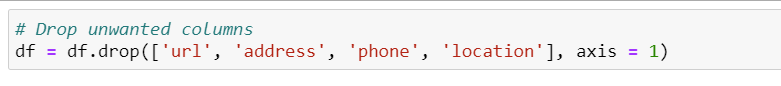 # Drop unwanted columns
df = df.drop(['url', 'address', 'phone', 'location'], axis = 1)